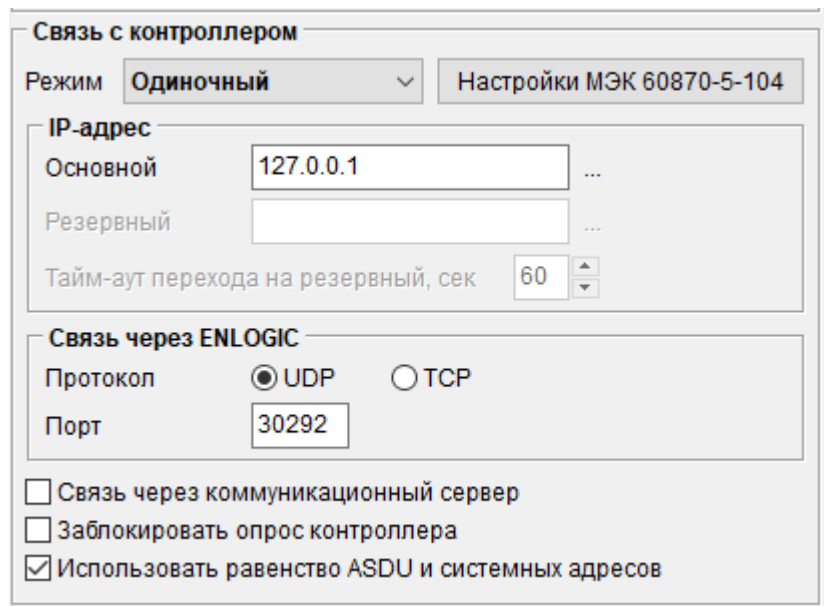 Связь с контроллером
Режим Одиночный Настройки МЭК 60870-5-104
IP-адрес
Основной 127.0.0.1 ...
Резервный ...
Тайм-аут перехода на резервный, сек 60
Связь через ENLOGIC
Протокол UDP TCP
Порт 30292
Связь через коммуникационный сервер
Заблокировать опрос контроллера
Использовать равенство ASDU и системных адресов